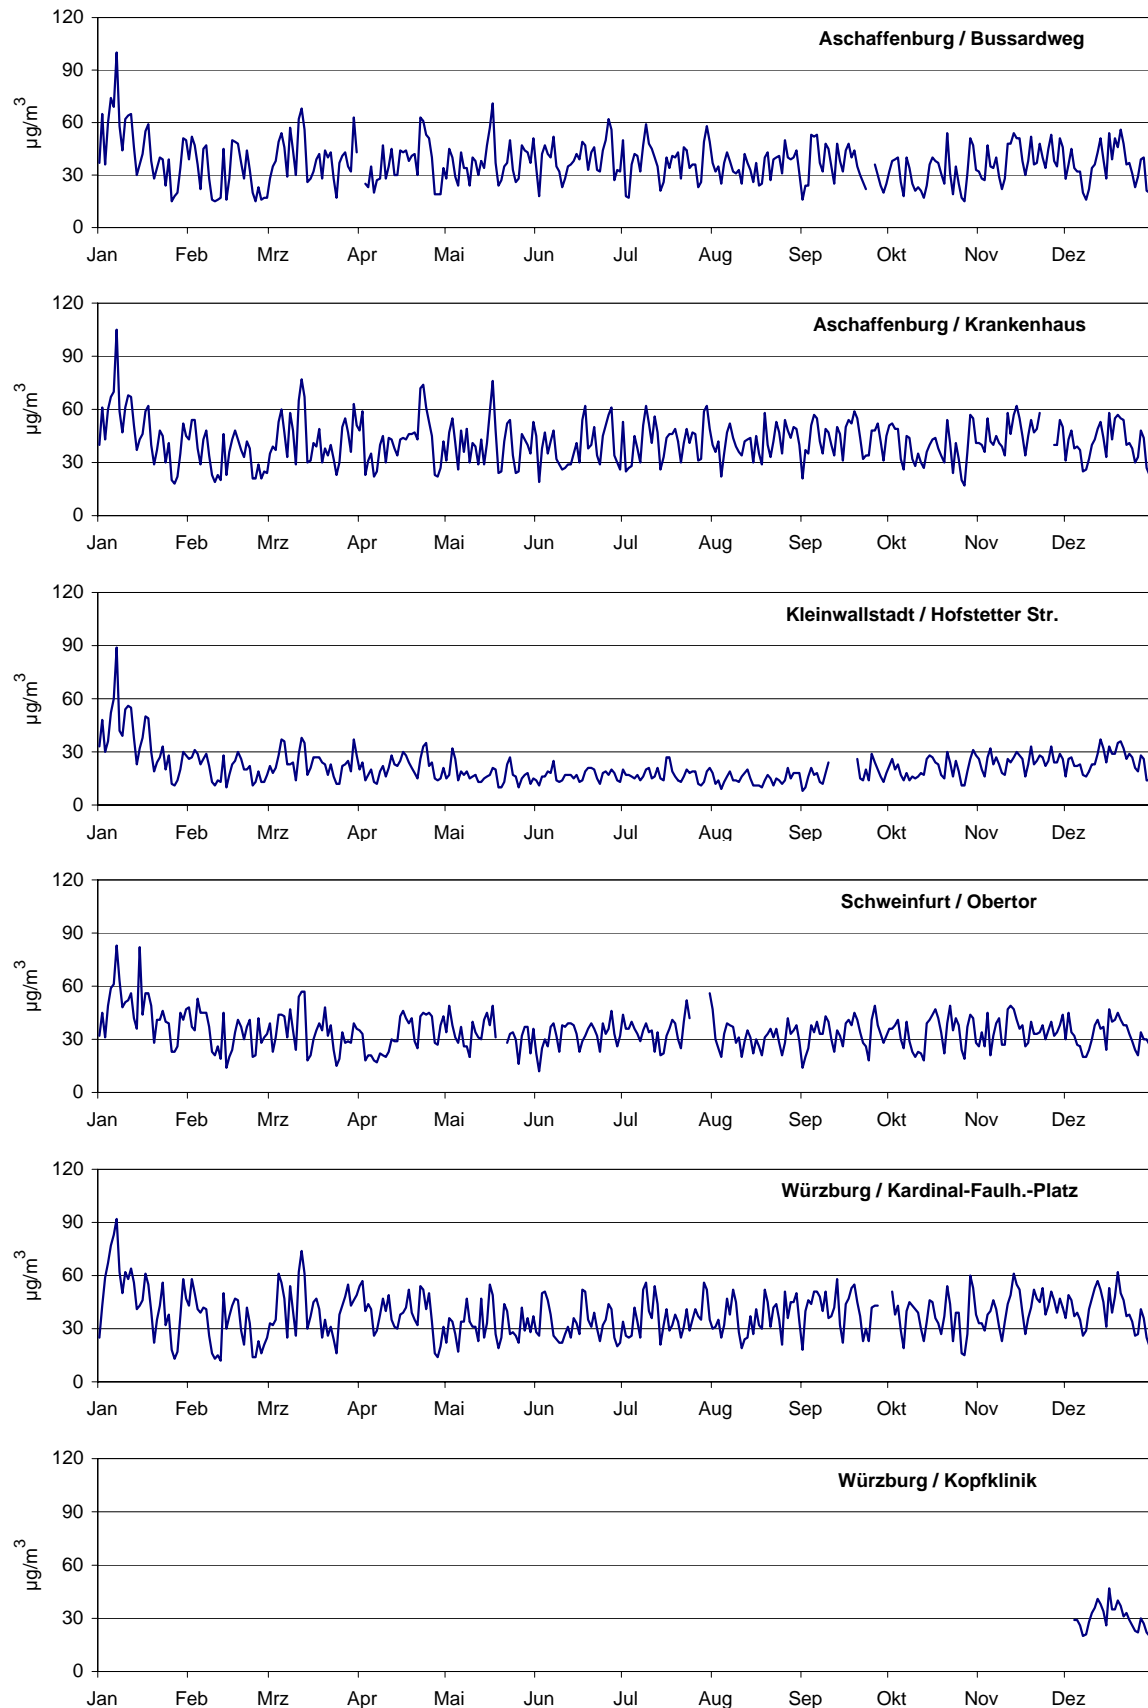 Aschaffenburg / Bussardweg
120
90
60
30
0
µg/m³
Jan Feb Mrz Apr Mai Jun Jul Aug Sep Okt Nov Dez
Aschaffenburg / Krankenhaus
120
90
60
30
0
µg/m³
Jan Feb Mrz Apr Mai Jun Jul Aug Sep Okt Nov Dez
Kleinwallstadt / Hofstetter Str.
120
90
60
30
0
µg/m³
Jan Feb Mrz Apr Mai Jun Jul Aug Sep Okt Nov Dez
Schweinfurt / Obertor
120
90
60
30
0
µg/m³
Jan Feb Mrz Apr Mai Jun Jul Aug Sep Okt Nov Dez
Würzburg / Kardinal-Faulh.-Platz
120
90
60
30
0
µg/m³
Jan Feb Mrz Apr Mai Jun Jul Aug Sep Okt Nov Dez
Würzburg / Kopfklinik
120
90
60
30
0
µg/m³
Jan Feb Mrz Apr Mai Jun Jul Aug Sep Okt Nov Dez